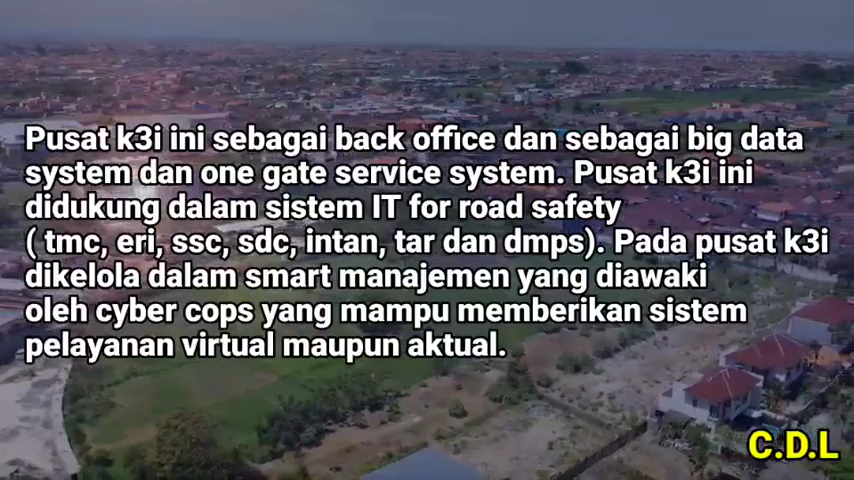 Pusat k3i ini sebagai back office dan sebagai big data
system dan one gate service system. Pusat k3i ini
didukung dalam sistem IT for road safety
( tmc, eri, ssc, sdc, intan, tar dan dmps). Pada pusat k3i
dikelola dalam smart manajemen yang diawaki
oleh cyber cops yang mampu memberikan sistem
pelayanan virtual maupun aktual.
C.D.L